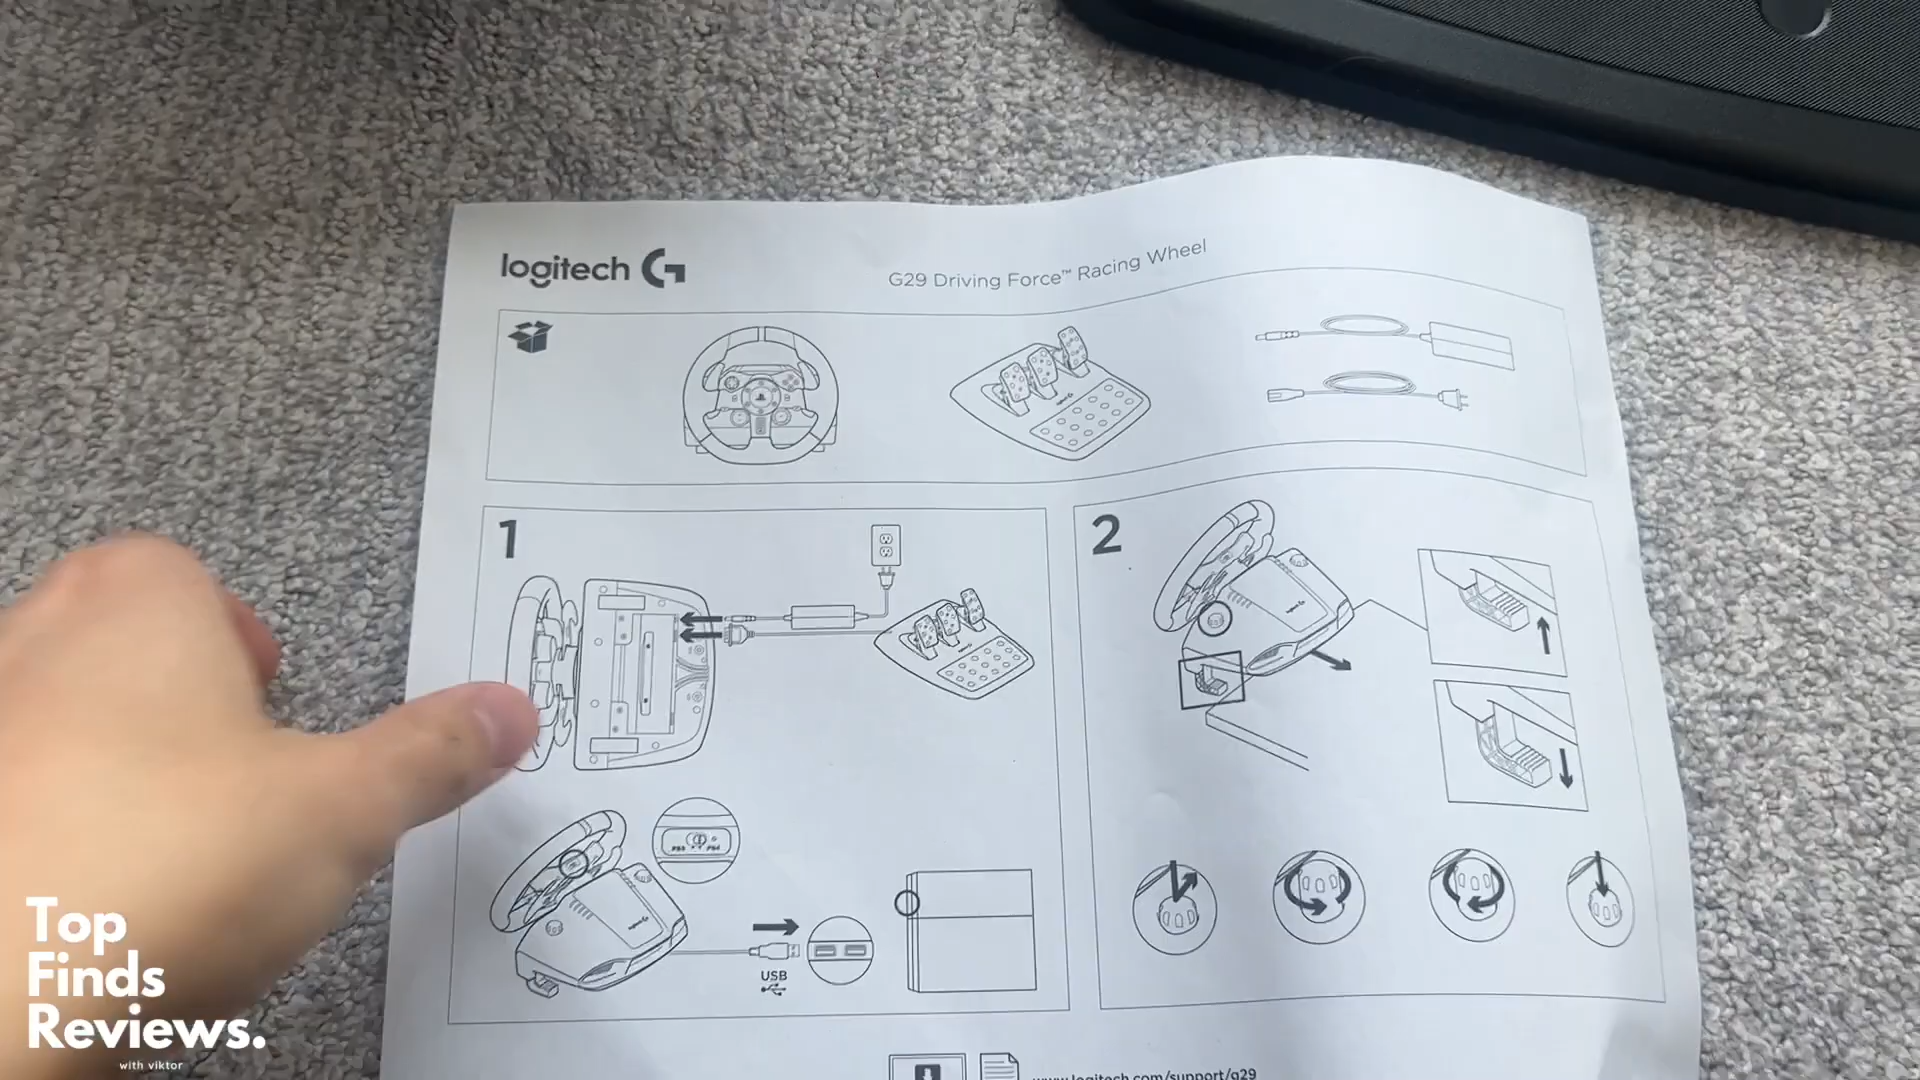 logitech G
G29 Driving Force™ Racing Wheel
1
2
PS3 PS4
USB
www.logitech.com/support/g29
Top
Finds
Reviews.
with viktor